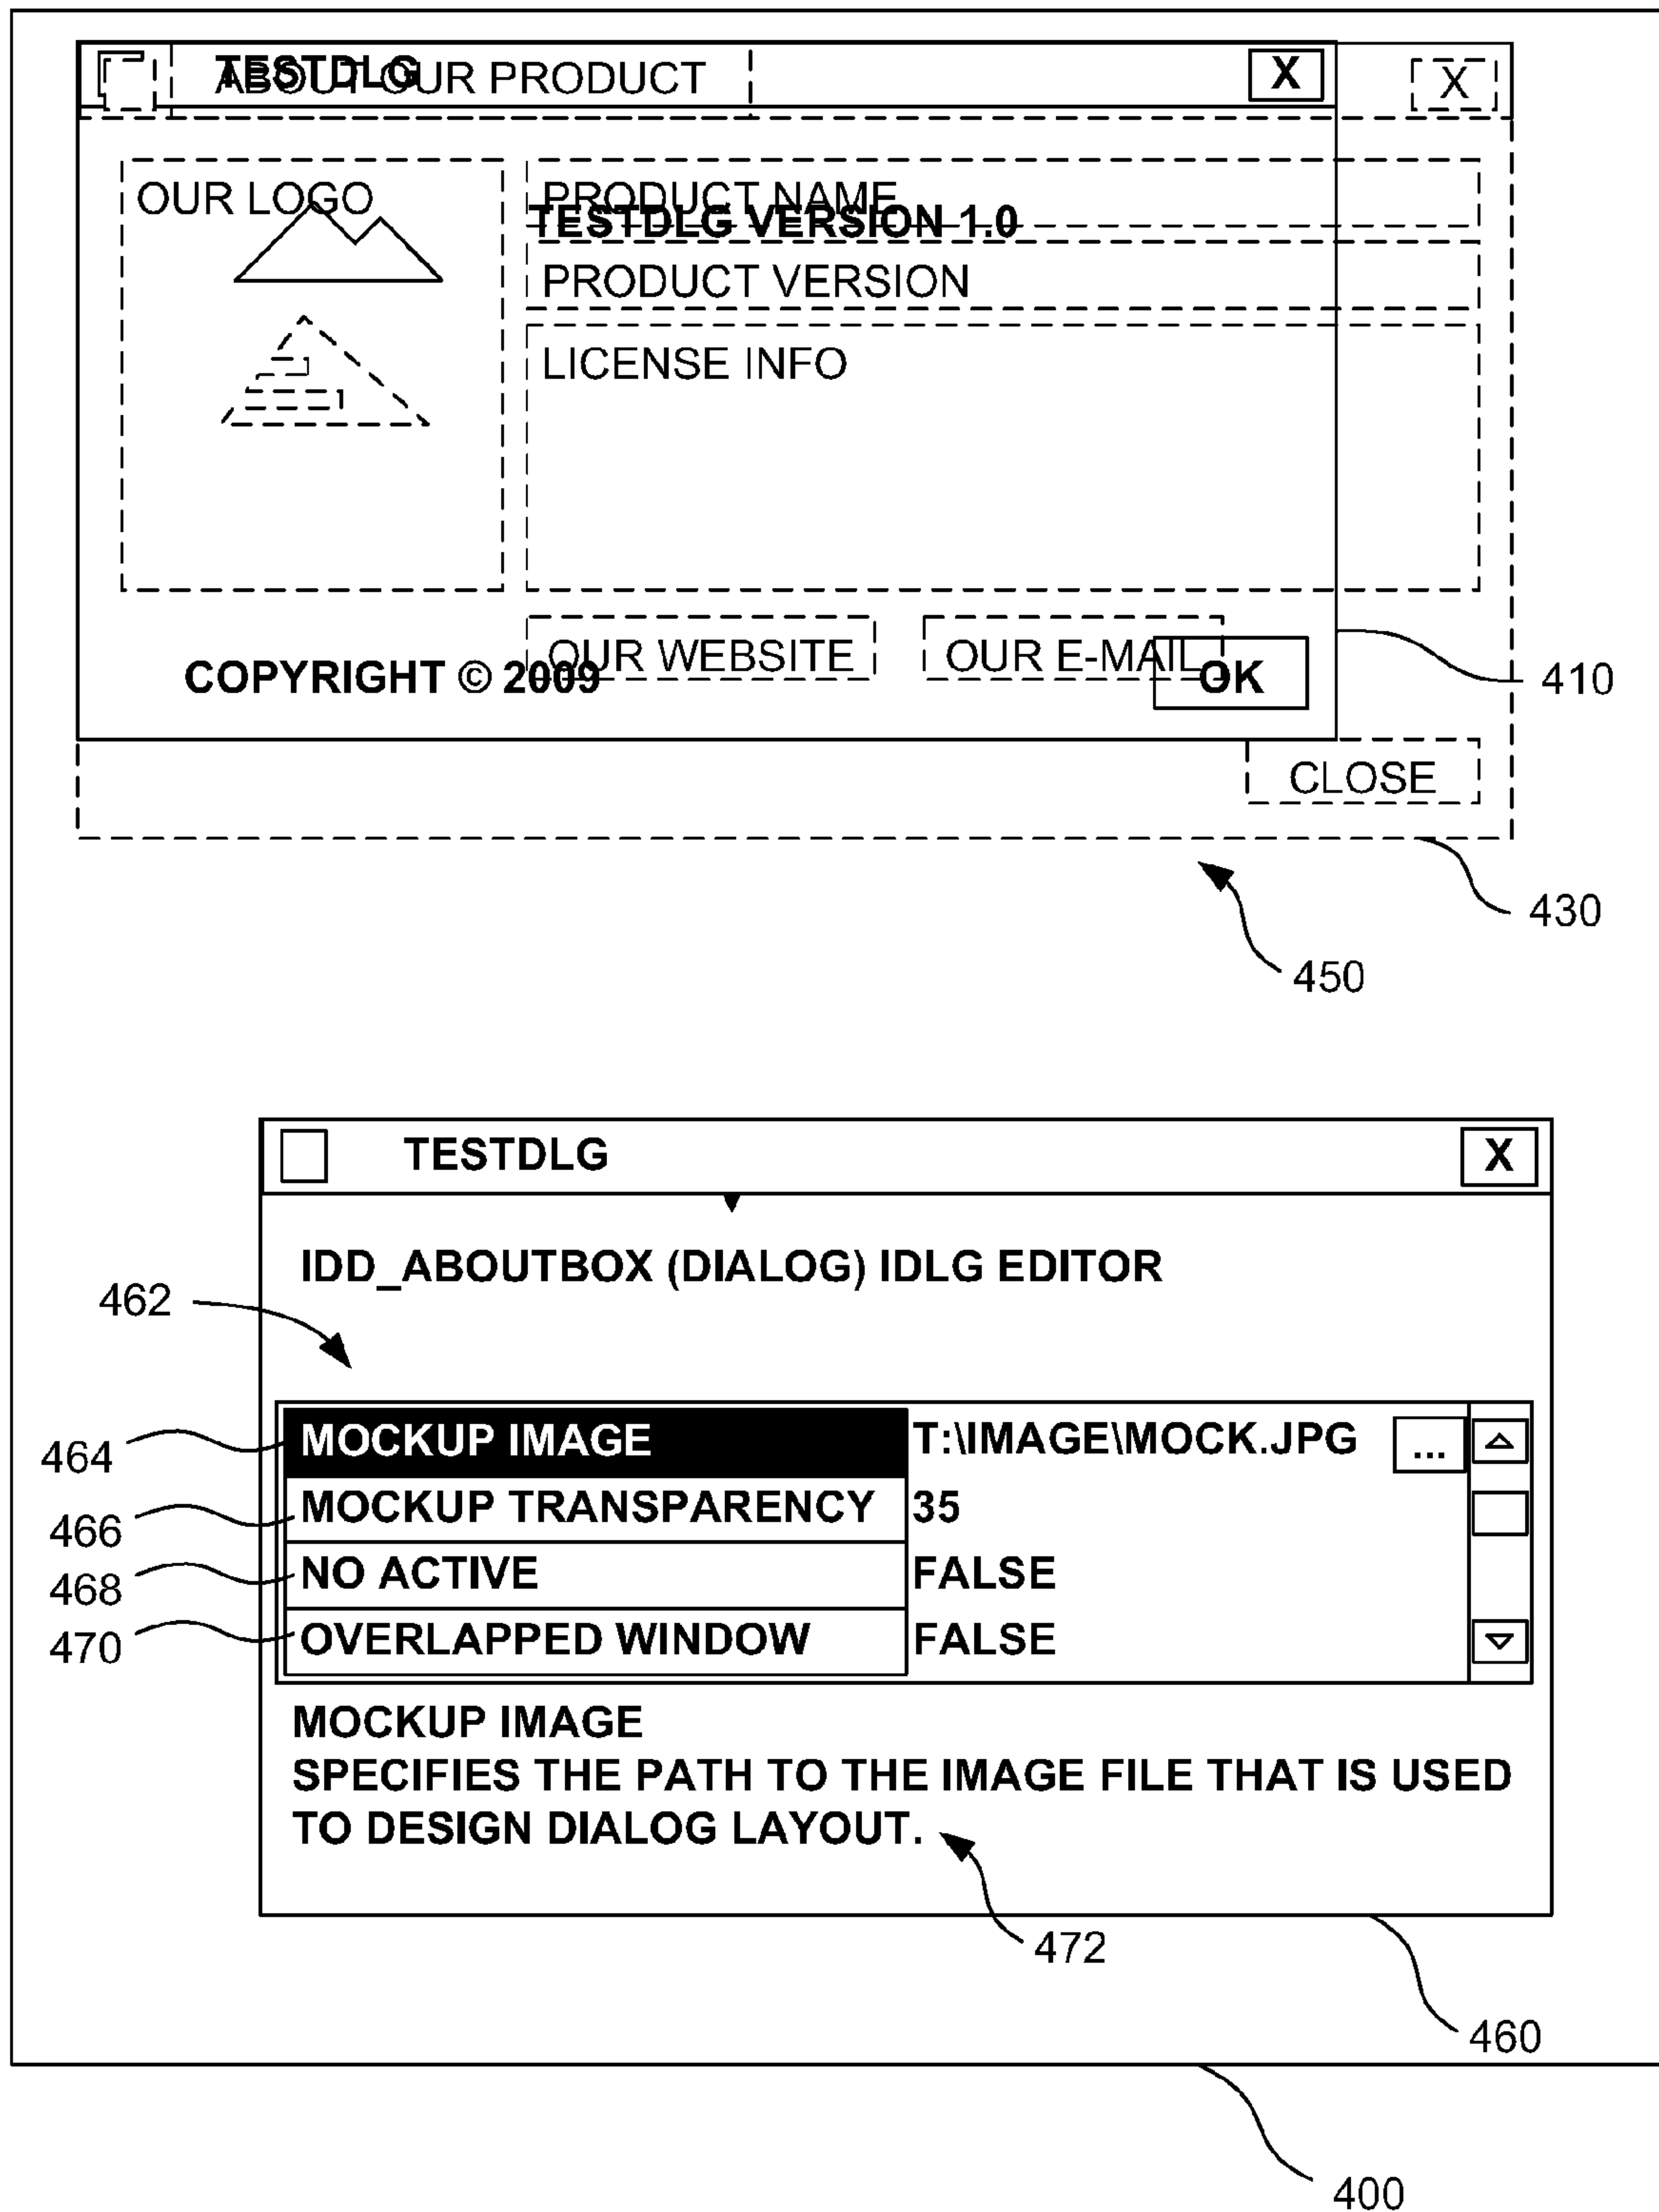 TESTDLG
ABOUT OUR PRODUCT
X
X
OUR LOGO
PRODUCT NAME
TESTDLG VERSION 1.0
PRODUCT VERSION
LICENSE INFO
OUR WEBSITE
OUR E-MAIL
COPYRIGHT © 2009
OK
410
CLOSE
430
450
TESTDLG
X
IDD_ABOUTBOX (DIALOG) IDLG EDITOR
462
464
MOCKUP IMAGE T:\IMAGE\MOCK.JPG ...
466
MOCKUP TRANSPARENCY 35
468
NO ACTIVE FALSE
470
OVERLAPPED WINDOW FALSE
MOCKUP IMAGE
SPECIFIES THE PATH TO THE IMAGE FILE THAT IS USED
TO DESIGN DIALOG LAYOUT.
472
460
400